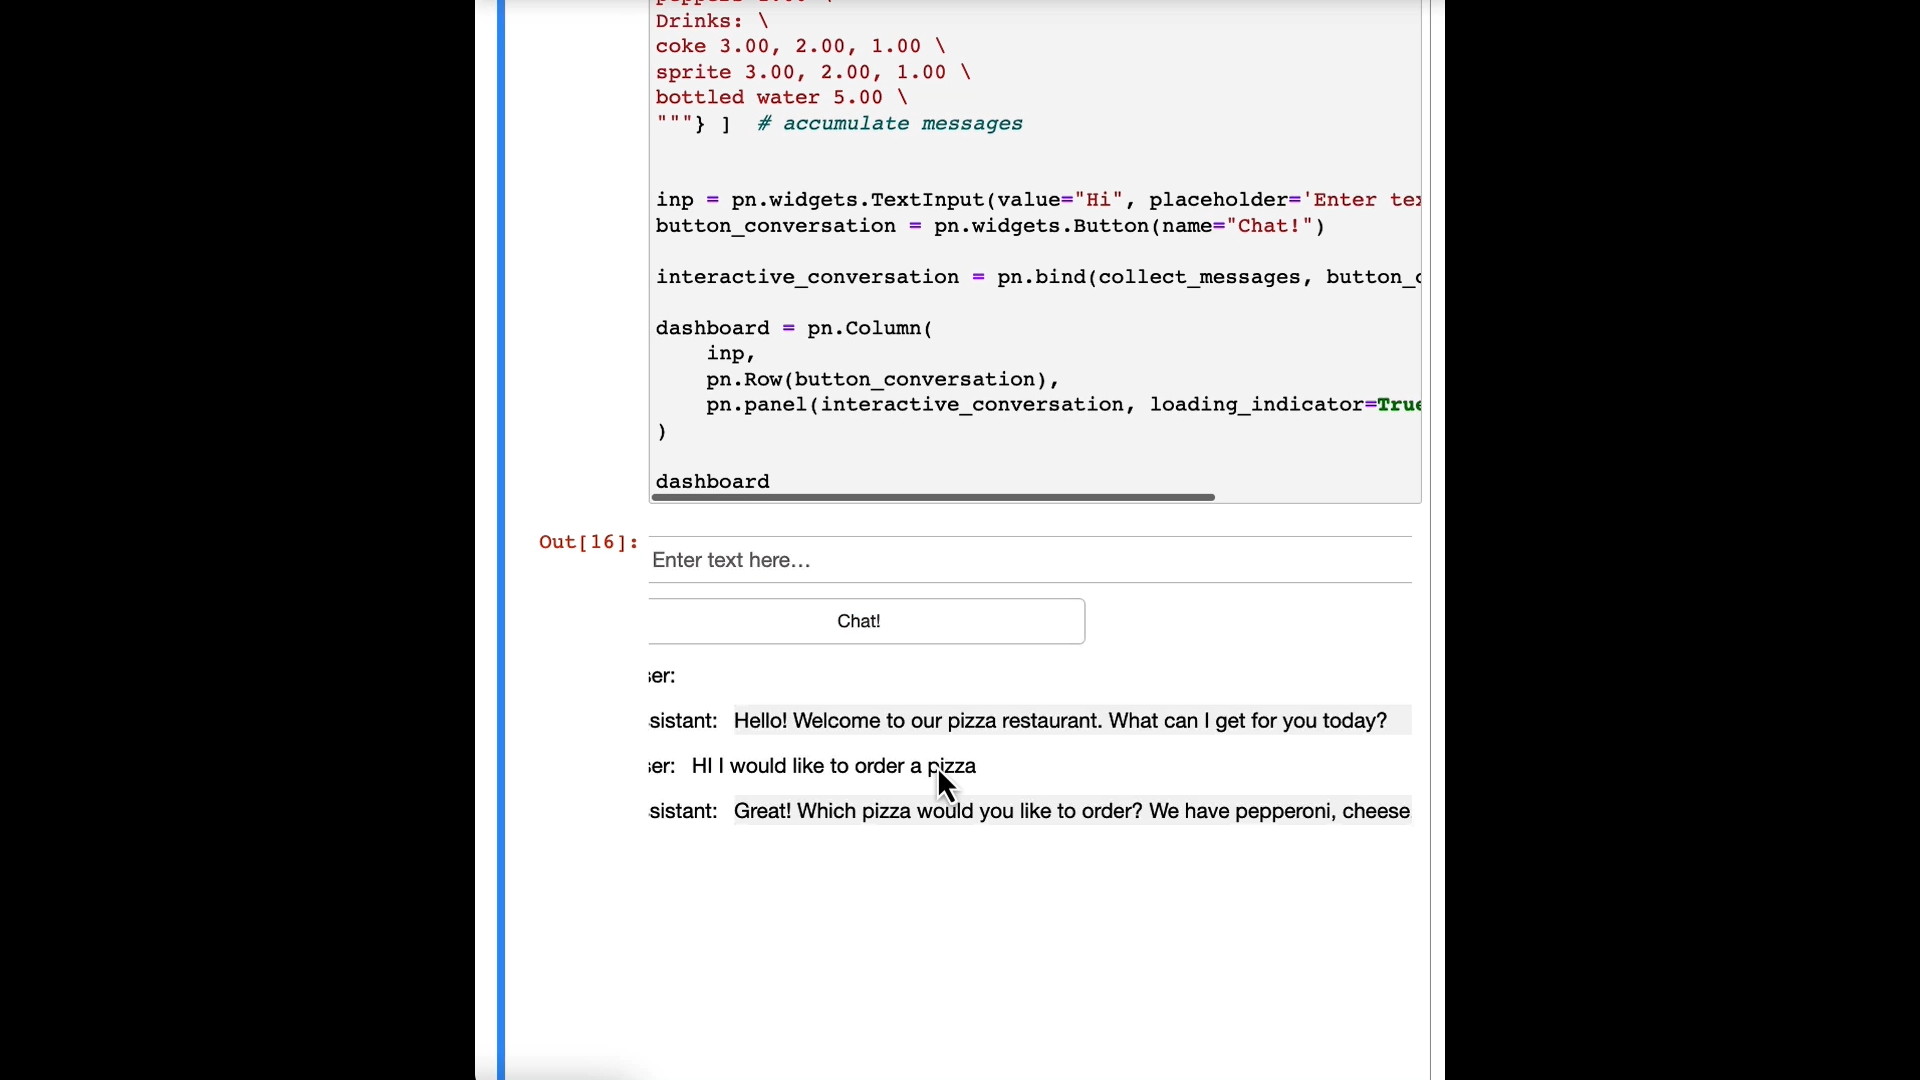 Drinks: \
coke 3.00, 2.00, 1.00 \
sprite 3.00, 2.00, 1.00 \
bottled water 5.00 \
"""} ]  # accumulate messages
inp = pn.widgets.TextInput(value="Hi", placeholder='Enter tex
button_conversation = pn.widgets.Button(name="Chat!")
interactive_conversation = pn.bind(collect_messages, button_c
dashboard = pn.Column(
    inp,
    pn.Row(button_conversation),
    pn.panel(interactive_conversation, loading_indicator=True
)
dashboard
Out[16]:
Enter text here…
Chat!
ser:
sistant: Hello! Welcome to our pizza restaurant. What can I get for you today?
ser: HI I would like to order a pizza
sistant: Great! Which pizza would you like to order? We have pepperoni, cheese